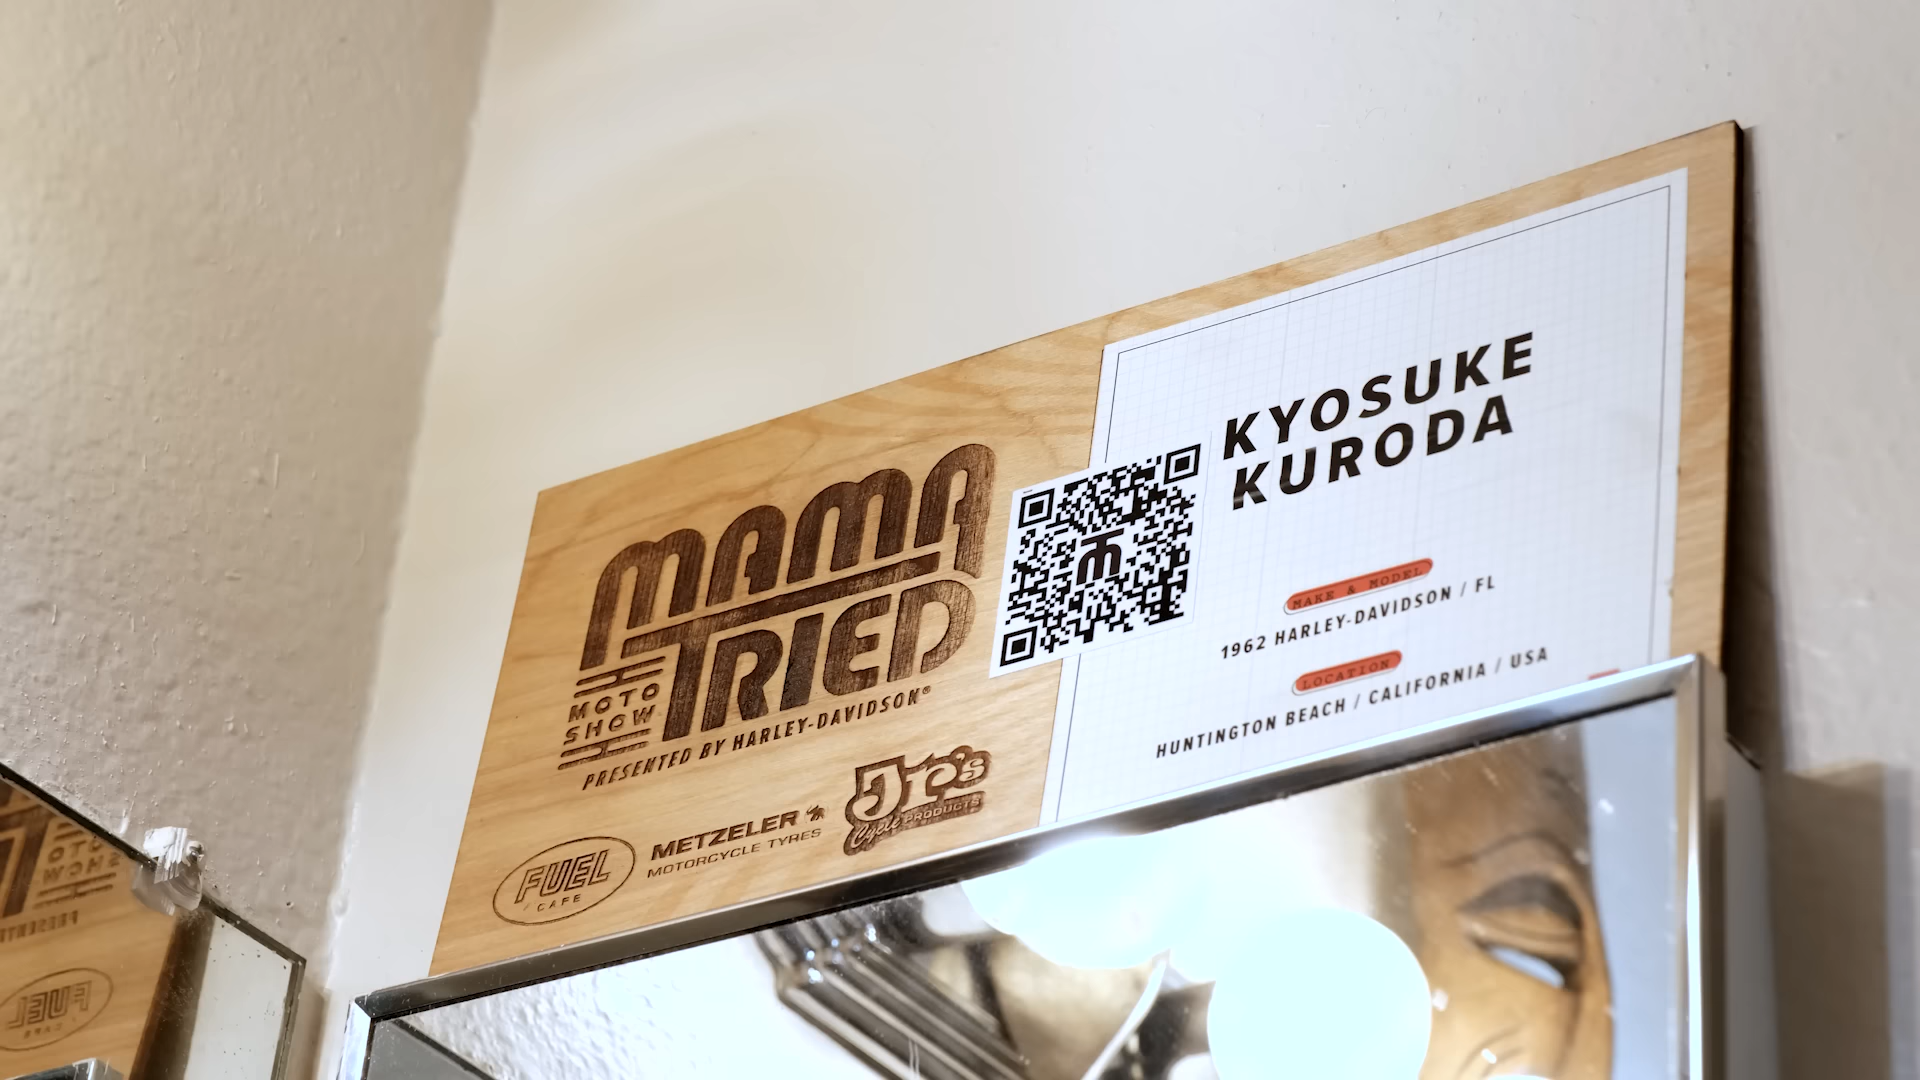 MAMA
TRIED
MOTO
SHOW
PRESENTED BY HARLEY-DAVIDSON®
FUEL
CAFE
METZELER
MOTORCYCLE TYRES
Jr's
Cycle PRODUCTS
KYOSUKE
KURODA
MAKE & MODEL
1962 HARLEY-DAVIDSON / FL
LOCATION
HUNTINGTON BEACH / CALIFORNIA / USA